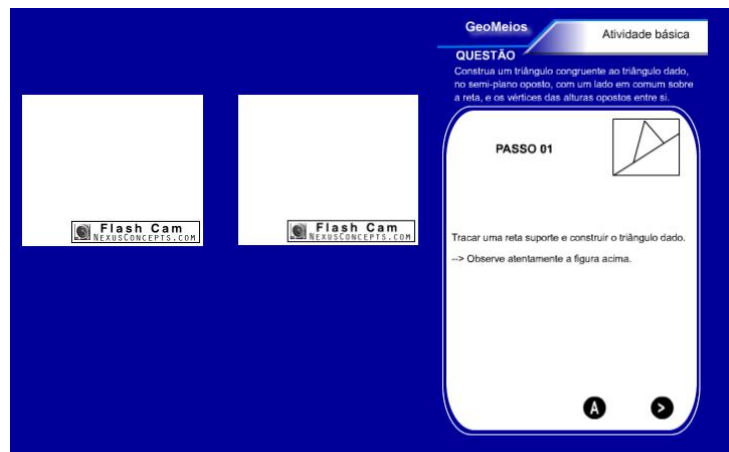 GeoMeios
Atividade básica
QUESTÃO
Construa um triângulo congruente ao triângulo dado,
no semi-piano oposto, com um lado em comum sobre
a reta, e os vértices das alturas opostos entre si.
PASSO 01
Flash Cam
NEXUSCONCEPTS.COM
Flash Cam
NEXUSCONCEPTS.COM
Tracar uma reta suporte e construir o triângulo dado.
--> Observe atentamente a figura acima.
A >